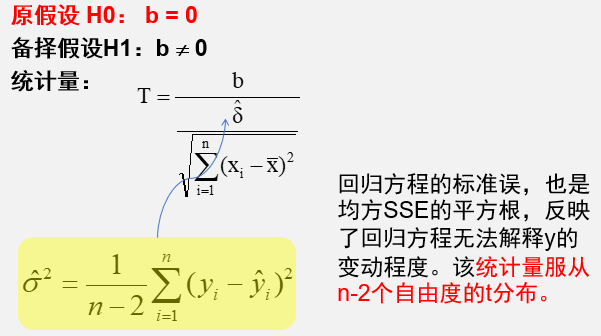 原假设 H0： b = 0
备择假设H1：b ≠ 0
统计量：
T = \frac{b}{\frac{\hat{δ}}{\sqrt{\sum_{i=1}^{n}(x_i - \bar{x})^2}}}
回归方程的标准误，也是
均方SSE的平方根，反映
了回归方程无法解释y的
变动程度。该统计量服从
n-2个自由度的t分布。
\hat{σ}^2 = \frac{1}{n-2}\sum_{i=1}^{n}(y_i - \hat{y}_i)^2